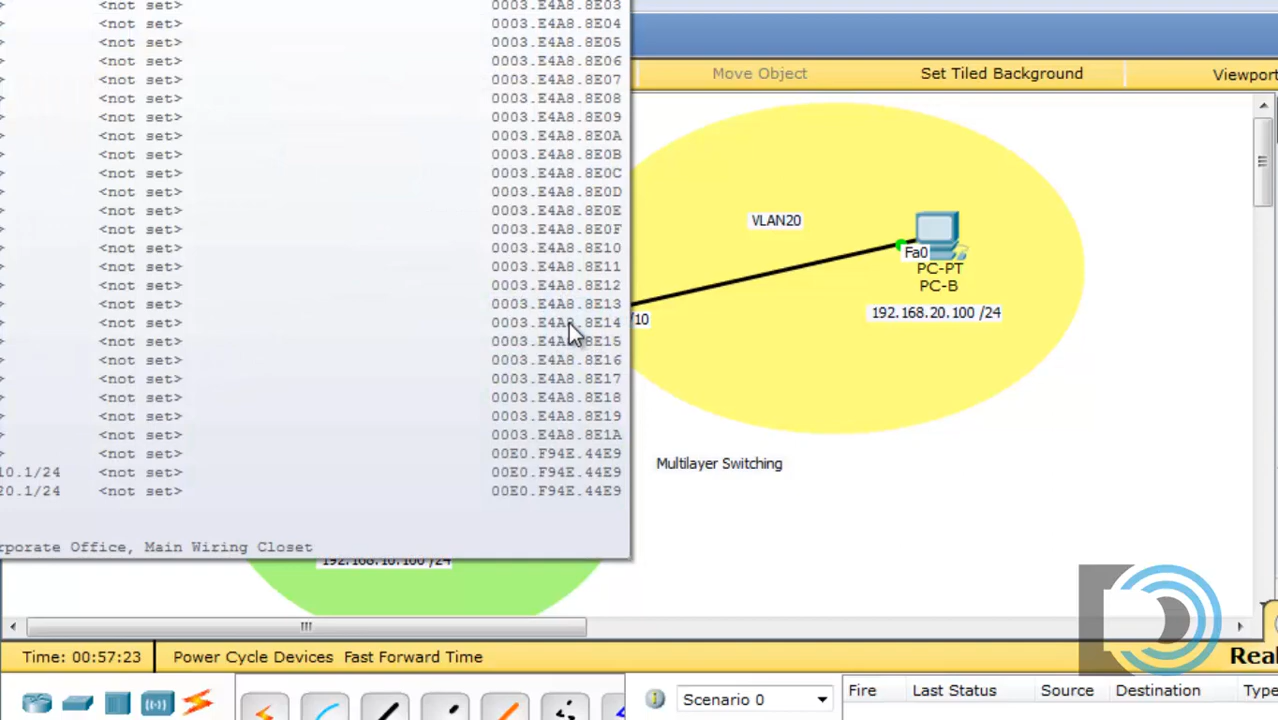 <not set> 0003.E4A8.8E03
<not set> 0003.E4A8.8E04
<not set> 0003.E4A8.8E05
<not set> 0003.E4A8.8E06
<not set> 0003.E4A8.8E07
<not set> 0003.E4A8.8E08
<not set> 0003.E4A8.8E09
<not set> 0003.E4A8.8E0A
<not set> 0003.E4A8.8E0B
<not set> 0003.E4A8.8E0C
<not set> 0003.E4A8.8E0D
<not set> 0003.E4A8.8E0E
<not set> 0003.E4A8.8E0F
<not set> 0003.E4A8.8E10
<not set> 0003.E4A8.8E11
<not set> 0003.E4A8.8E12
<not set> 0003.E4A8.8E13
<not set> 0003.E4A8.8E14
<not set> 0003.E4A8.8E15
<not set> 0003.E4A8.8E16
<not set> 0003.E4A8.8E17
<not set> 0003.E4A8.8E18
<not set> 0003.E4A8.8E19
<not set> 0003.E4A8.8E1A
<not set> 00E0.F94E.44E9
10.1/24 <not set> 00E0.F94E.44E9
20.1/24 <not set> 00E0.F94E.44E9
rporate Office, Main Wiring Closet
Move Object Set Tiled Background Viewport
VLAN20
Fa0
PC-PT
PC-B
192.168.20.100 /24
/10
Multilayer Switching
192.168.10.100 /24
Time: 00:57:23 Power Cycle Devices Fast Forward Time Real
Scenario 0 Fire Last Status Source Destination Type